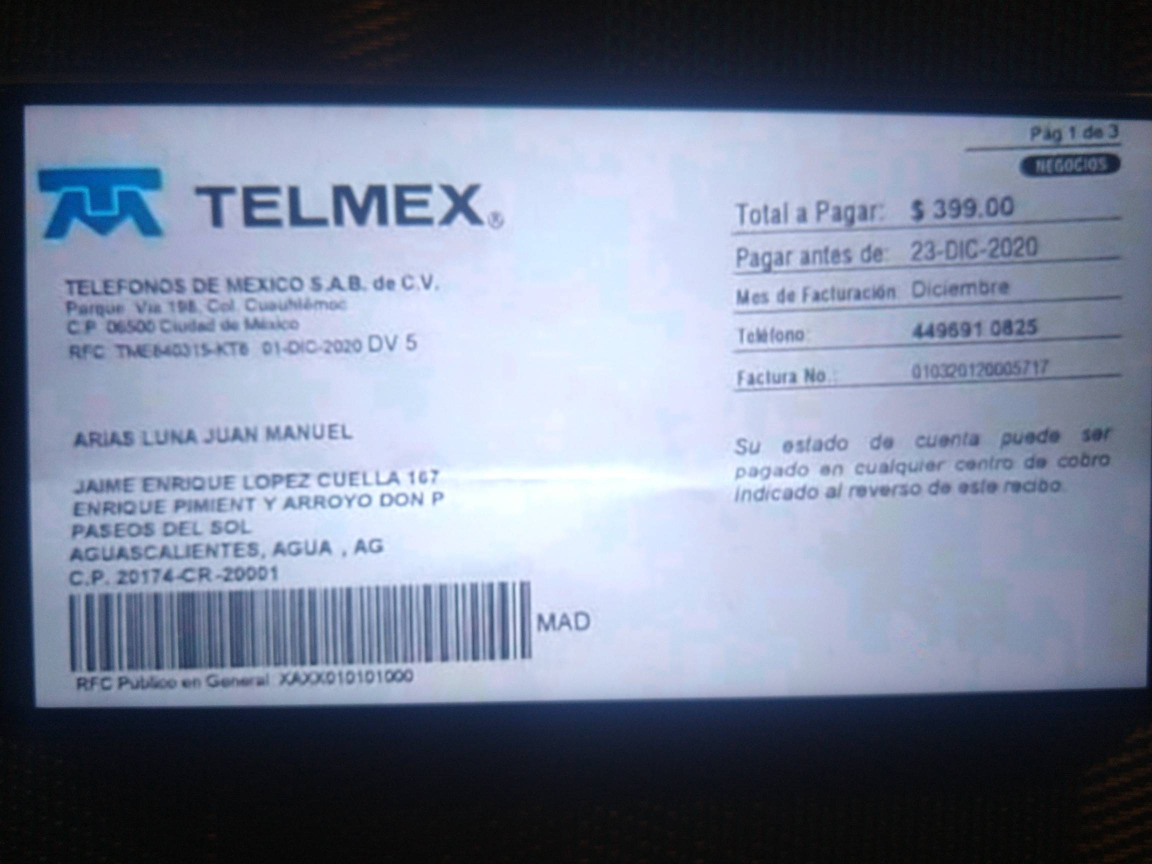 Pág 1 de 3
NEGOCIOS
TELMEX®
TELEFONOS DE MEXICO S.A.B. de C.V.
Parque Vía 198, Col. Cuauhtémoc
C.P. 06500 Ciudad de México
RFC TME840315-KT6 01-DIC-2020 DV 5
Total a Pagar: $ 399.00
Pagar antes de: 23-DIC-2020
Mes de Facturación: Diciembre
Teléfono: 449691 0825
Factura No.: 010320120005717
ARIAS LUNA JUAN MANUEL
JAIME ENRIQUE LOPEZ CUELLA 167
ENRIQUE PIMIENT Y ARROYO DON P
PASEOS DEL SOL
AGUASCALIENTES, AGUA , AG
C.P. 20174-CR-20001
Su estado de cuenta puede ser
pagado en cualquier centro de cobro
indicado al reverso de este recibo.
MAD
RFC Publico en General XAXX010101000